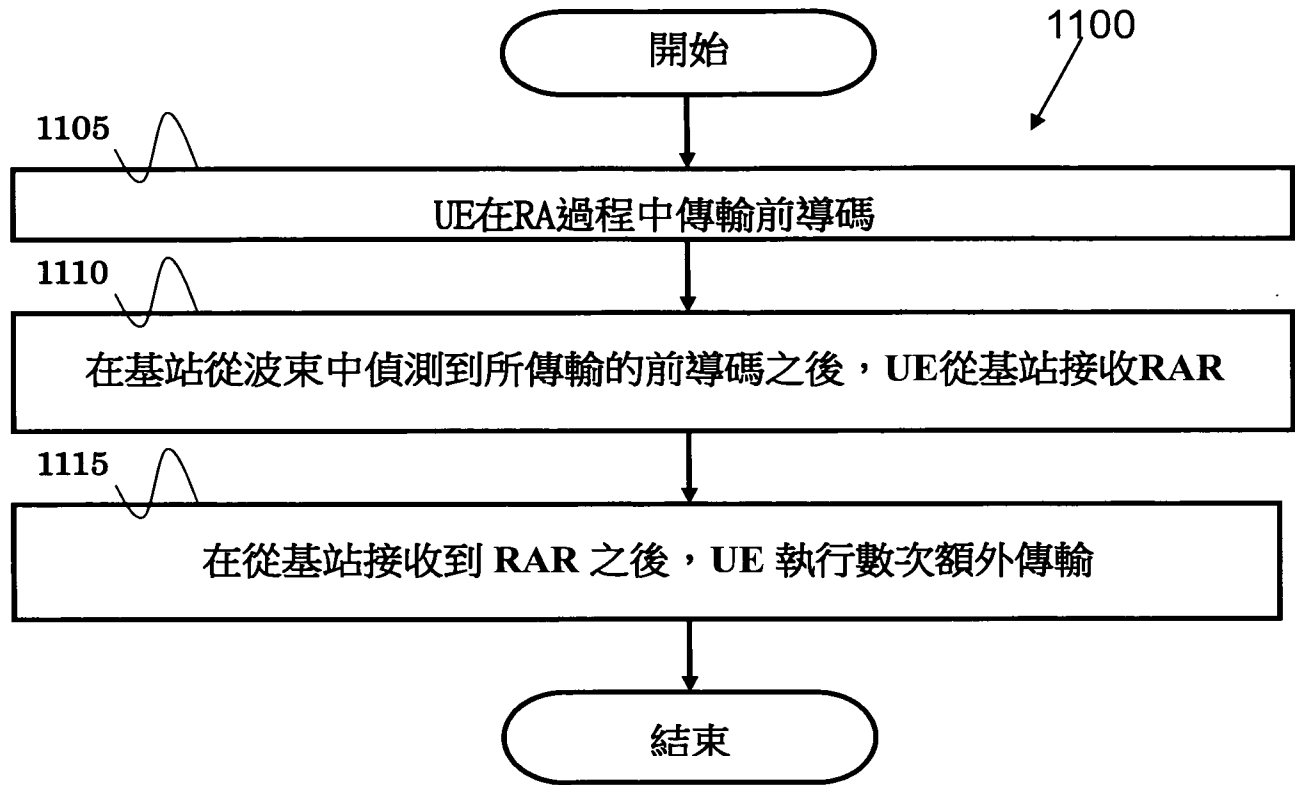 開始
1100
1105
UE在RA過程中傳輸前導碼
1110
在基站從波束中偵測到所傳輸的前導碼之後，UE從基站接收RAR
1115
在從基站接收到 RAR 之後，UE 執行數次額外傳輸
結束